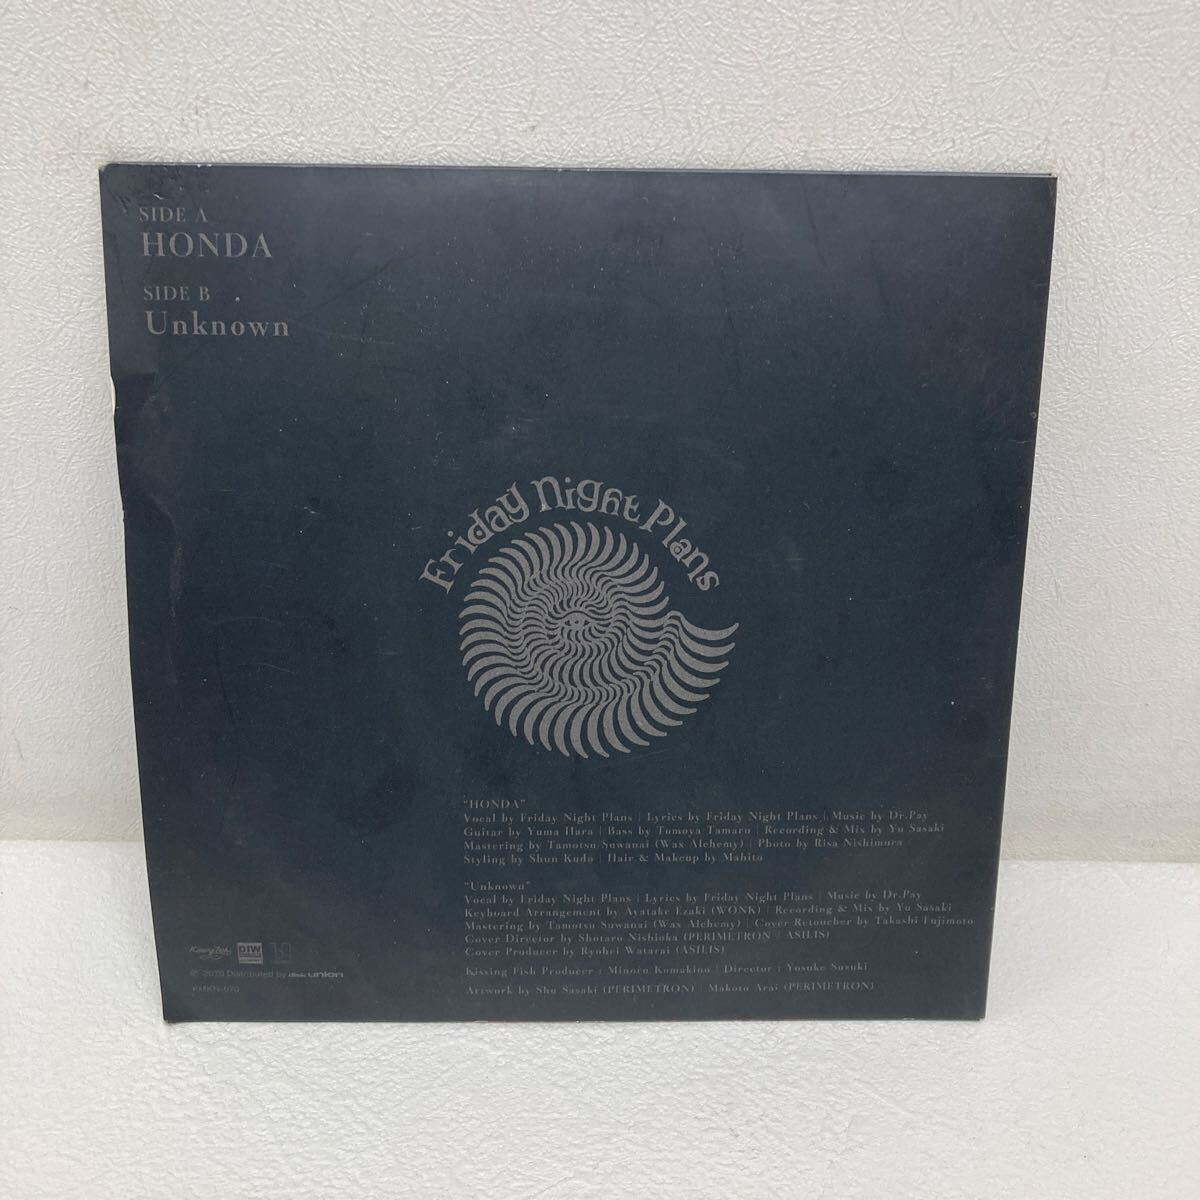 SIDE A
HONDA
SIDE B
Unknown
Friday Night Plans
"HONDA"
Vocal by Friday Night Plans | Lyrics by Friday Night Plans | Music by Dr.Pay
Guitar by Yuma Hara | Bass by Tomoya Tamaru | Recording & Mix by Yu Sasaki
Mastering by Tamotsu Suwanai (Wax Alchemy) | Photo by Risa Nishimura
Styling by Shun Kudo | Hair & Makeup by Mahito
"Unknown"
Vocal by Friday Night Plans | Lyrics by Friday Night Plans | Music by Dr.Pay
Keyboard Arrangement by Ayatake Ezaki (WONK) | Recording & Mix by Yu Sasaki
Mastering by Tamotsu Suwanai (Wax Alchemy) | Cover Retoucher by Takashi Fujimoto
Cover Director by Shotaro Nishioka (PERIMETRON / ASILIS)
Cover Producer by Ryohei Watarai (ASILIS)
Kissing Fish Producer : Minoru Komakino | Director : Yosuke Suzuki
Artwork by Shu Sasaki (PERIMETRON) | Makoto Arai (PERIMETRON)
DIW
℗ 2020 Distributed by disk union